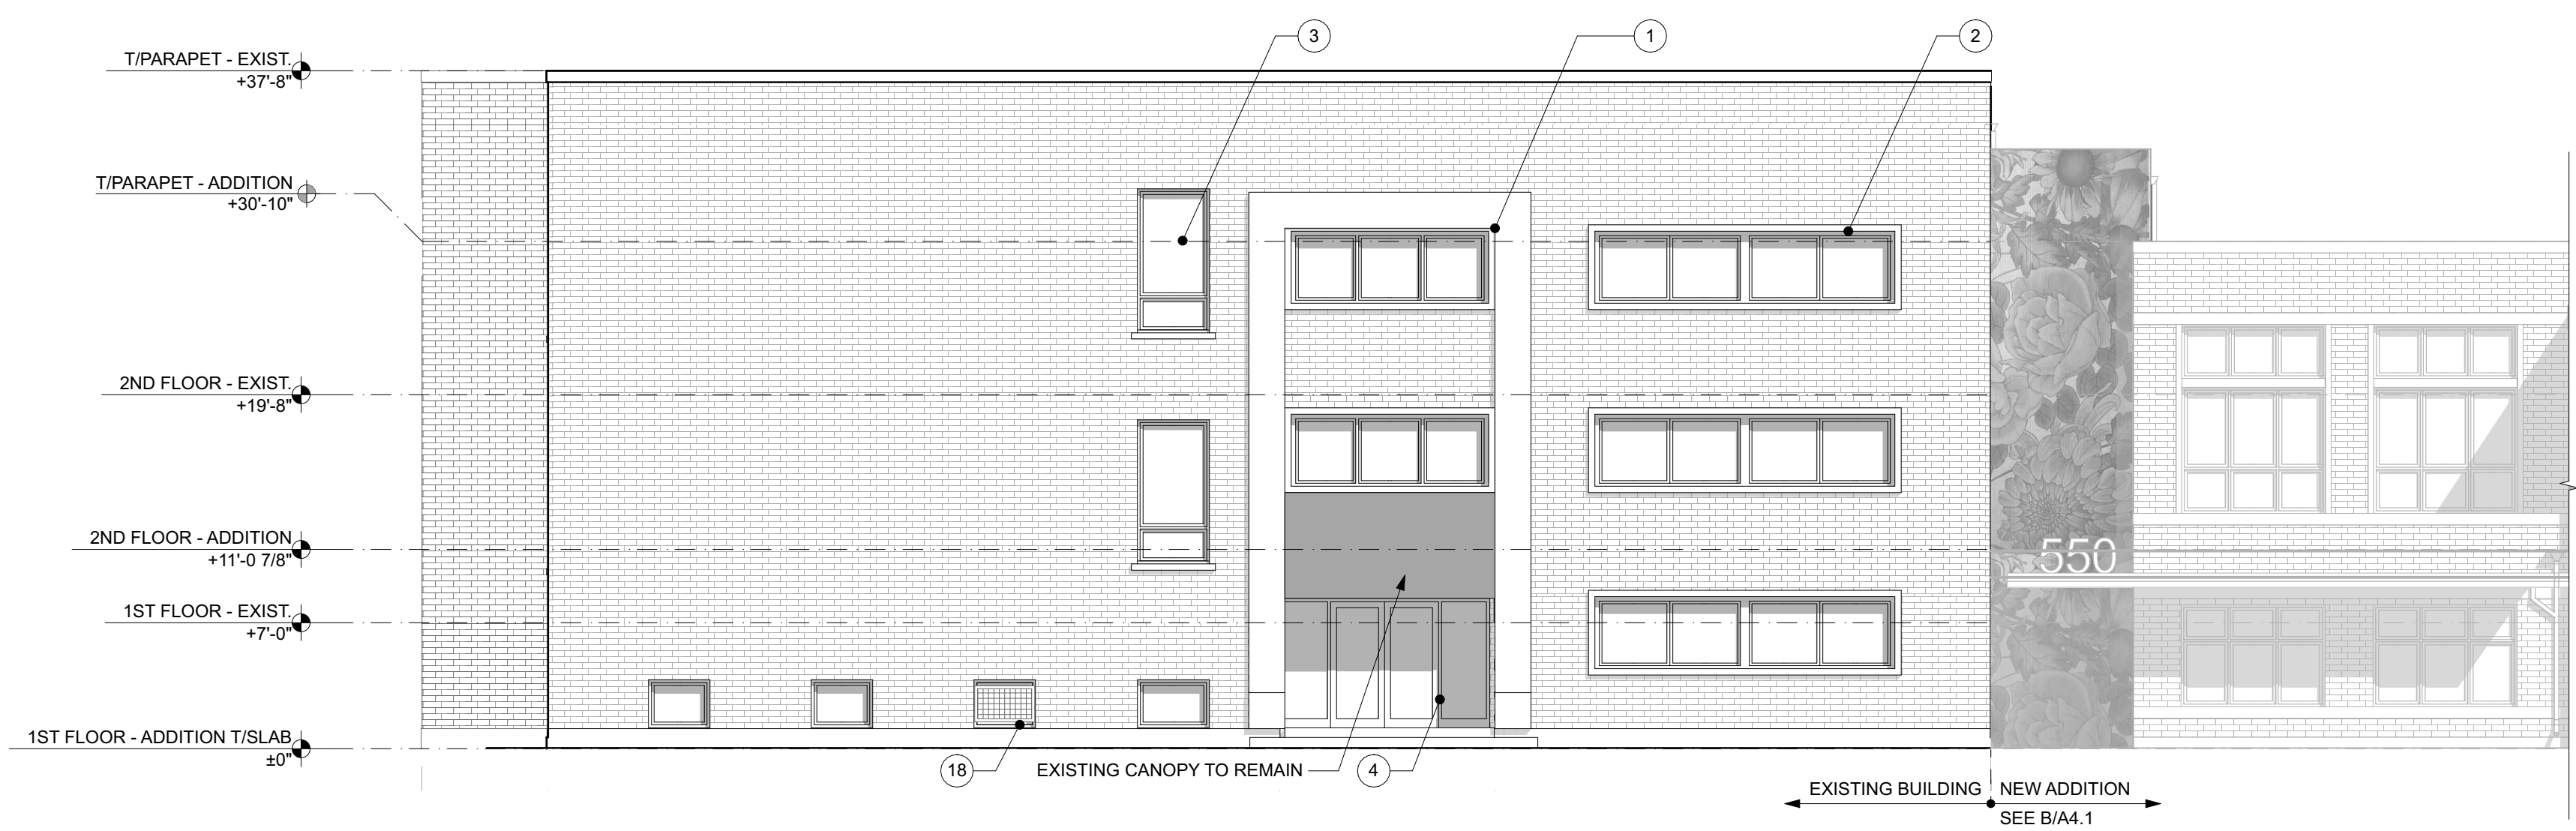 3
1
2
T/PARAPET - EXIST.
+37'-8"
T/PARAPET - ADDITION
+30'-10"
2ND FLOOR - EXIST.
+19'-8"
2ND FLOOR - ADDITION
+11'-0 7/8"
550
1ST FLOOR - EXIST.
+7'-0"
1ST FLOOR - ADDITION T/SLAB
±0"
18
EXISTING CANOPY TO REMAIN
4
EXISTING BUILDING
NEW ADDITION
SEE B/A4.1